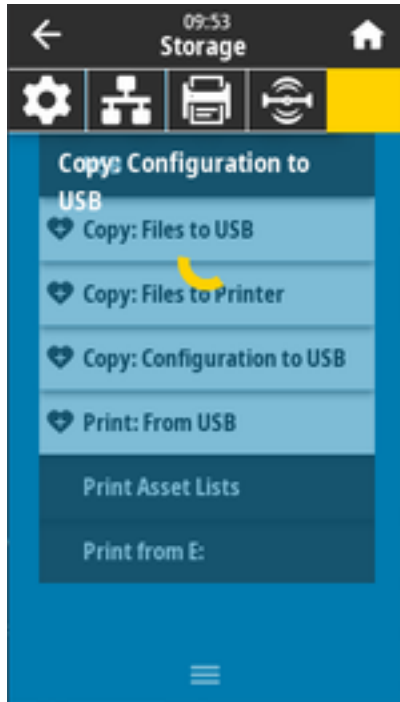 09:53
Storage
Copy: Configuration to
USB
Copy: Files to USB
Copy: Files to Printer
Copy: Configuration to USB
Print: From USB
Print Asset Lists
Print from E: